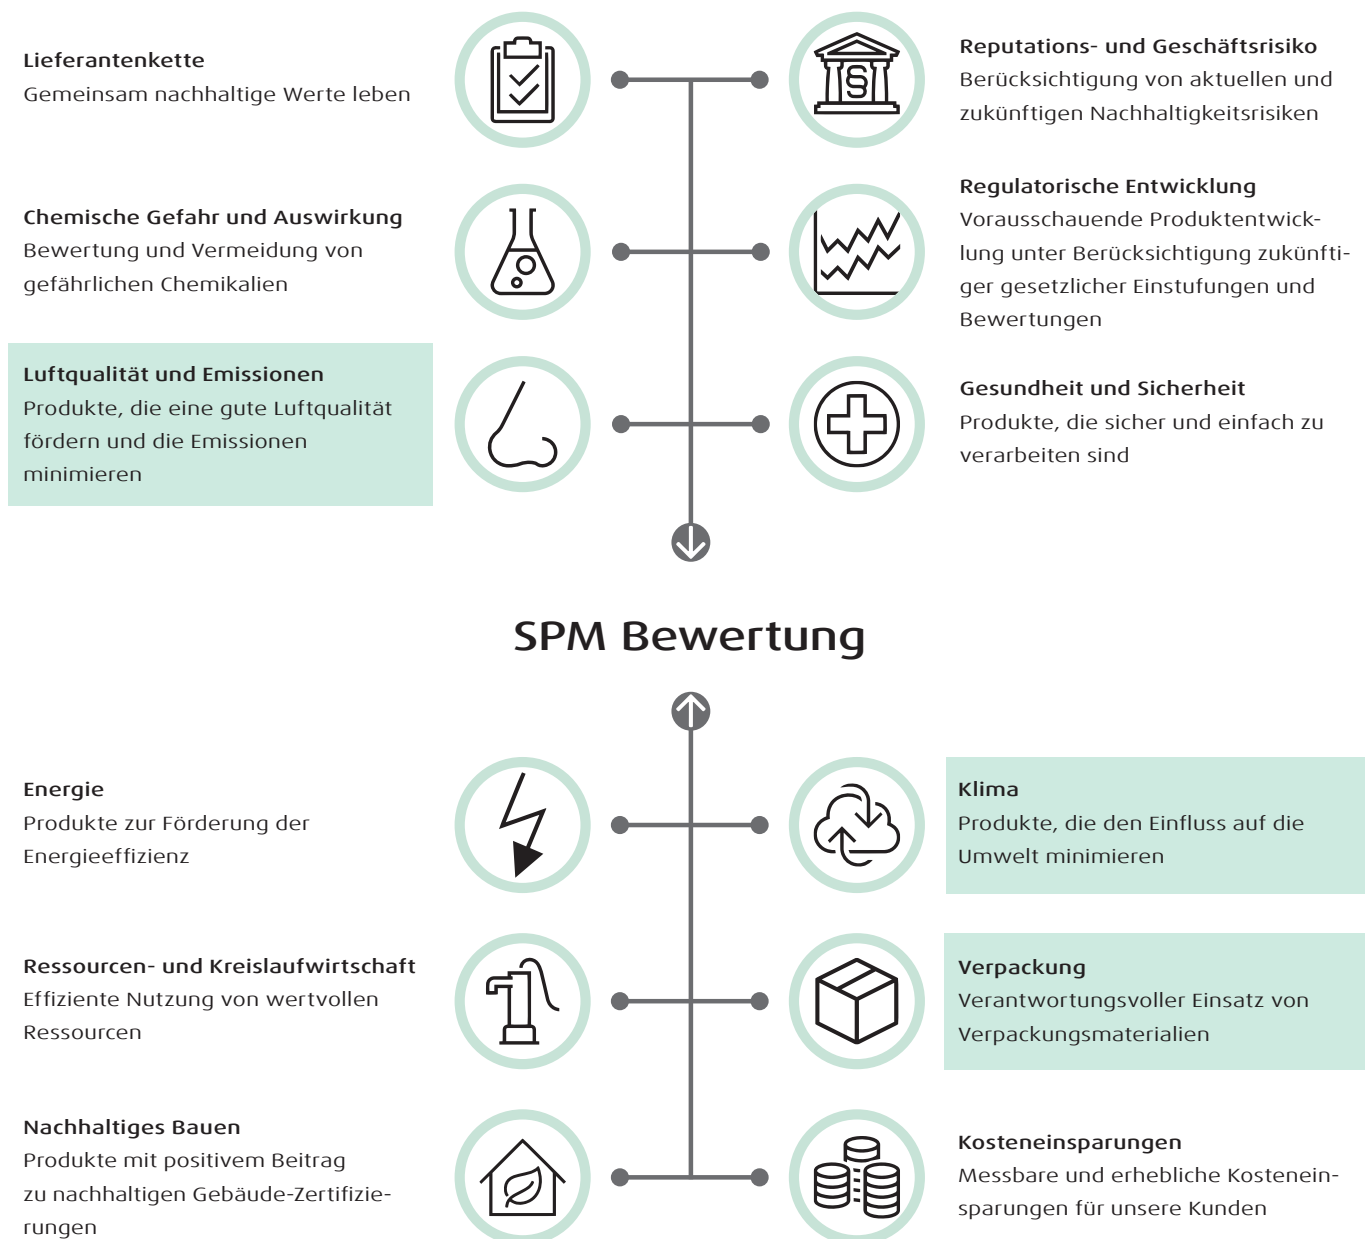 Lieferantenkette
Gemeinsam nachhaltige Werte leben
Reputations- und Geschäftsrisiko
Berücksichtigung von aktuellen und
zukünftigen Nachhaltigkeitsrisiken
Chemische Gefahr und Auswirkung
Bewertung und Vermeidung von
gefährlichen Chemikalien
Regulatorische Entwicklung
Vorausschauende Produktentwick-
lung unter Berücksichtigung zukünfti-
ger gesetzlicher Einstufungen und
Bewertungen
Luftqualität und Emissionen
Produkte, die eine gute Luftqualität
fördern und die Emissionen
minimieren
Gesundheit und Sicherheit
Produkte, die sicher und einfach zu
verarbeiten sind
SPM Bewertung
Energie
Produkte zur Förderung der
Energieeffizienz
Klima
Produkte, die den Einfluss auf die
Umwelt minimieren
Ressourcen- und Kreislaufwirtschaft
Effiziente Nutzung von wertvollen
Ressourcen
Verpackung
Verantwortungsvoller Einsatz von
Verpackungsmaterialien
Nachhaltiges Bauen
Produkte mit positivem Beitrag
zu nachhaltigen Gebäude-Zertifizie-
rungen
Kosteneinsparungen
Messbare und erhebliche Kostenein-
sparungen für unsere Kunden